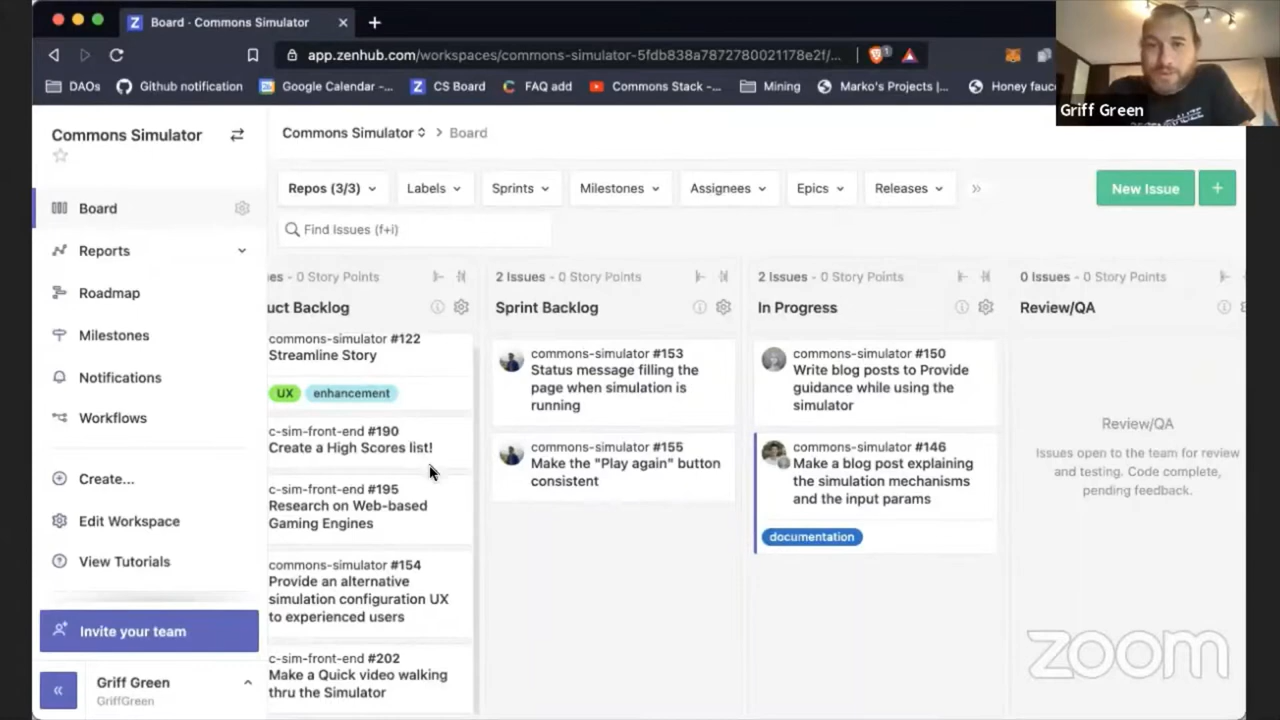 Board - Commons Simulator
app.zenhub.com/workspaces/commons-simulator-5fdb838a7872780021178e2f/...
1
DAOs
Github notification
Google Calendar -...
CS Board
FAQ add
Commons Stack -...
Mining
Marko's Projects |...
Honey fauc
Griff Green
Commons Simulator
Commons Simulator > Board
Board
Reports
Roadmap
Milestones
Notifications
Workflows
Create...
Edit Workspace
View Tutorials
Invite your team
Griff Green
GriffGreen
Repos (3/3)
Labels
Sprints
Milestones
Assignees
Epics
Releases
»
New Issue
+
Find Issues (f+i)
es - 0 Story Points
uct Backlog
commons-simulator #122
Streamline Story
UX
enhancement
c-sim-front-end #190
Create a High Scores list!
c-sim-front-end #195
Research on Web-based
Gaming Engines
commons-simulator #154
Provide an alternative
simulation configuration UX
to experienced users
c-sim-front-end #202
Make a Quick video walking
thru the Simulator
2 Issues - 0 Story Points
Sprint Backlog
commons-simulator #153
Status message filling the
page when simulation is
running
commons-simulator #155
Make the "Play again" button
consistent
2 Issues - 0 Story Points
In Progress
commons-simulator #150
Write blog posts to Provide
guidance while using the
simulator
commons-simulator #146
Make a blog post explaining
the simulation mechanisms
and the input params
documentation
0 Issues - 0 Story Points
Review/QA
Review/QA
Issues open to the team for review
and testing. Code complete,
pending feedback.
zoom